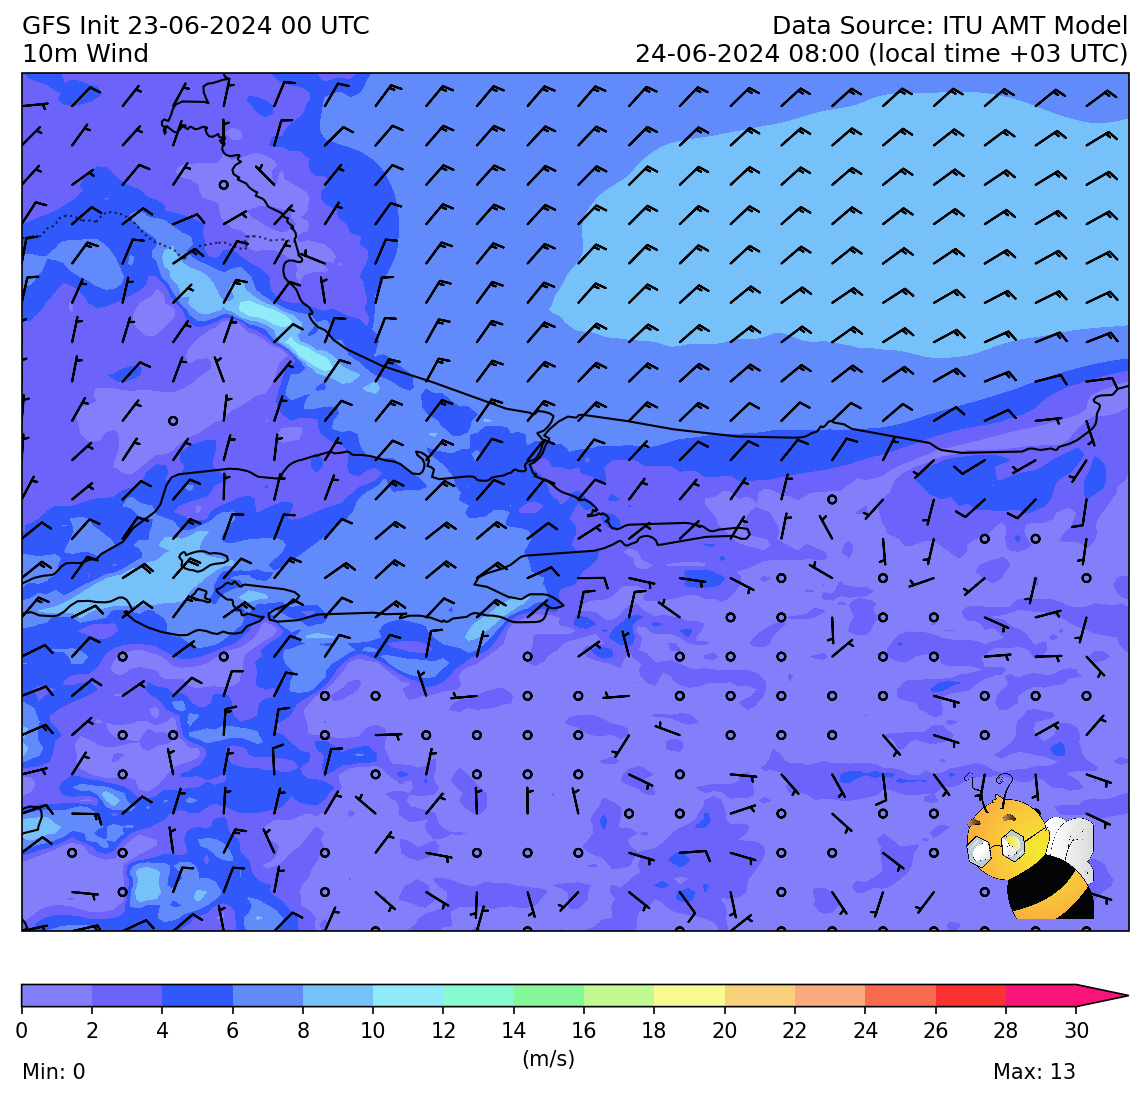 GFS Init 23-06-2024 00 UTC
Data Source: ITU AMT Model
10m Wind
24-06-2024 08:00 (local time +03 UTC)
0 2 4 6 8 10 12 14 16 18 20 22 24 26 28 30
(m/s)
Min: 0
Max: 13